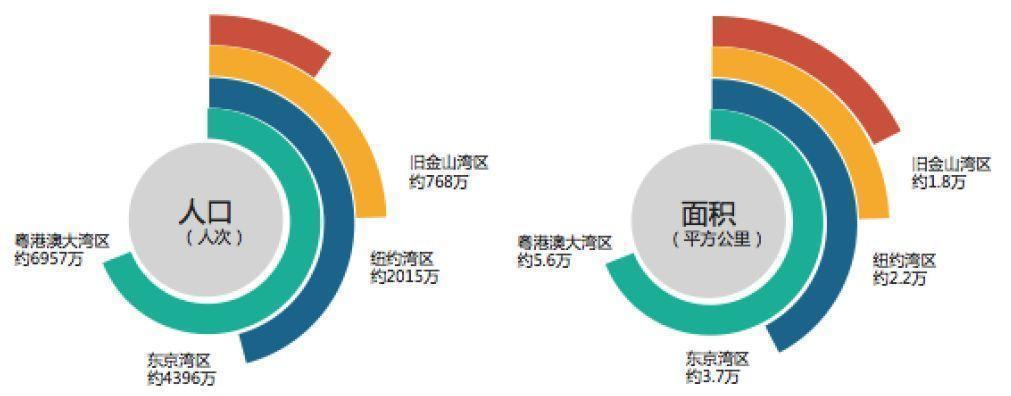 人口
（人次）
旧金山湾区
约768万
纽约湾区
约2015万
东京湾区
约4396万
粤港澳大湾区
约6957万
面积
（平方公里）
旧金山湾区
约1.8万
纽约湾区
约2.2万
东京湾区
约3.7万
粤港澳大湾区
约5.6万